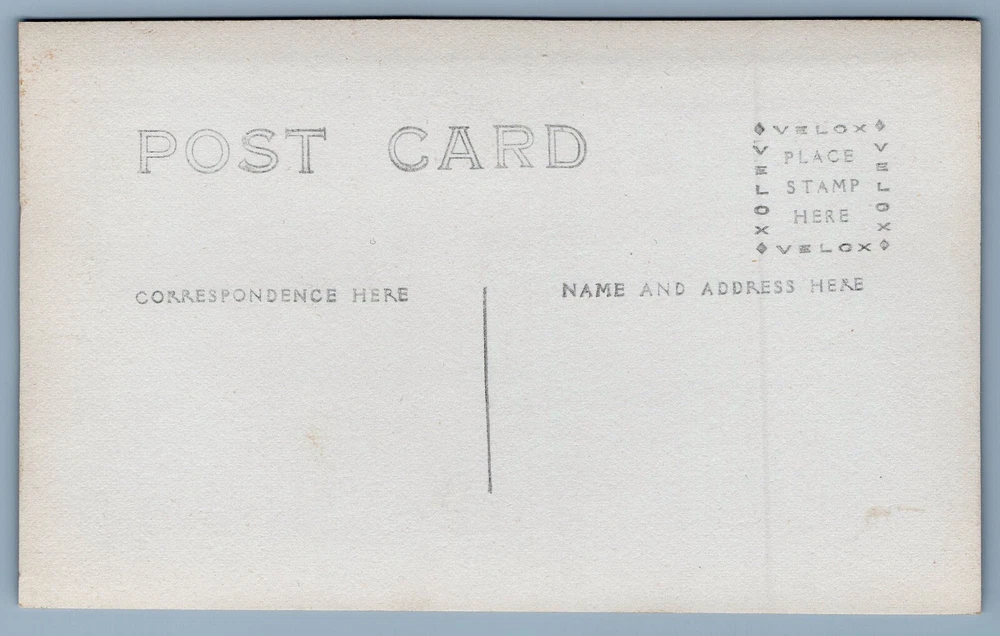 POST CARD
♦VELOX♦
VELOX
PLACE
STAMP
HERE
VELOX
♦VELOX♦
CORRESPONDENCE HERE
NAME AND ADDRESS HERE